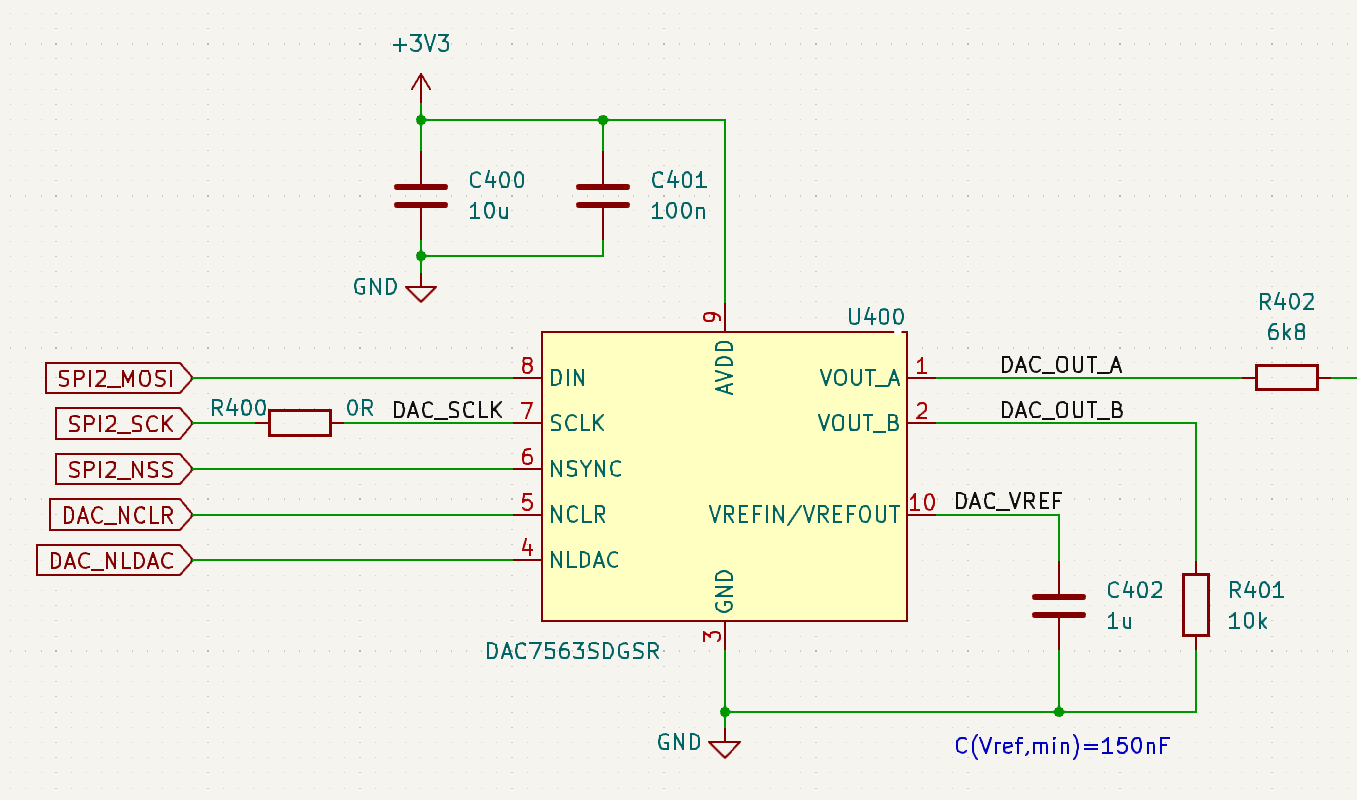 +3V3
C400
10u
C401
100n
GND
U400
R402
6k8
9
AVDD
SPI2_MOSI
8
DIN
VOUT_A
1
DAC_OUT_A
SPI2_SCK
R400
0R
DAC_SCLK
7
SCLK
VOUT_B
2
DAC_OUT_B
SPI2_NSS
6
NSYNC
DAC_NCLR
5
NCLR
VREFIN/VREFOUT
10
DAC_VREF
DAC_NLDAC
4
NLDAC
GND
3
C402
1u
R401
10k
DAC7563SDGSR
GND
C(Vref,min)=150nF